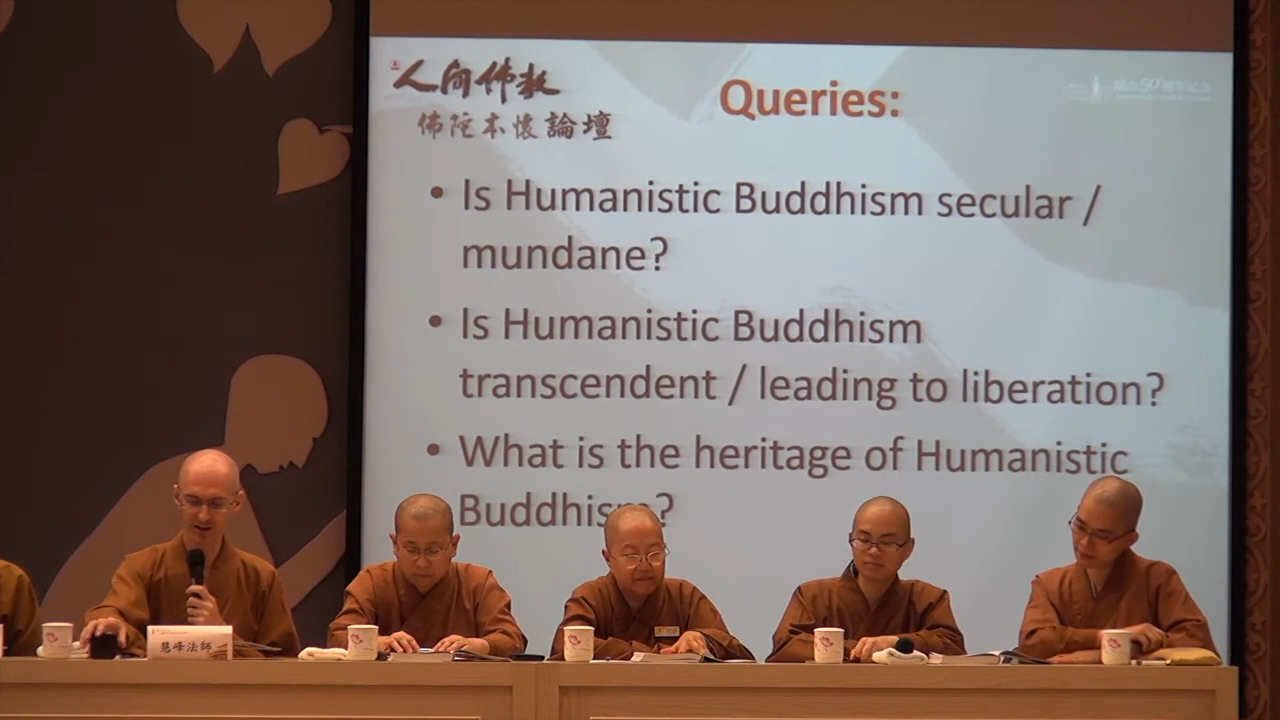 人间佛教
佛陀本懷論壇
Queries:
• Is Humanistic Buddhism secular /
mundane?
• Is Humanistic Buddhism
transcendent / leading to liberation?
• What is the heritage of Humanistic
Buddhism?
慧峰法師